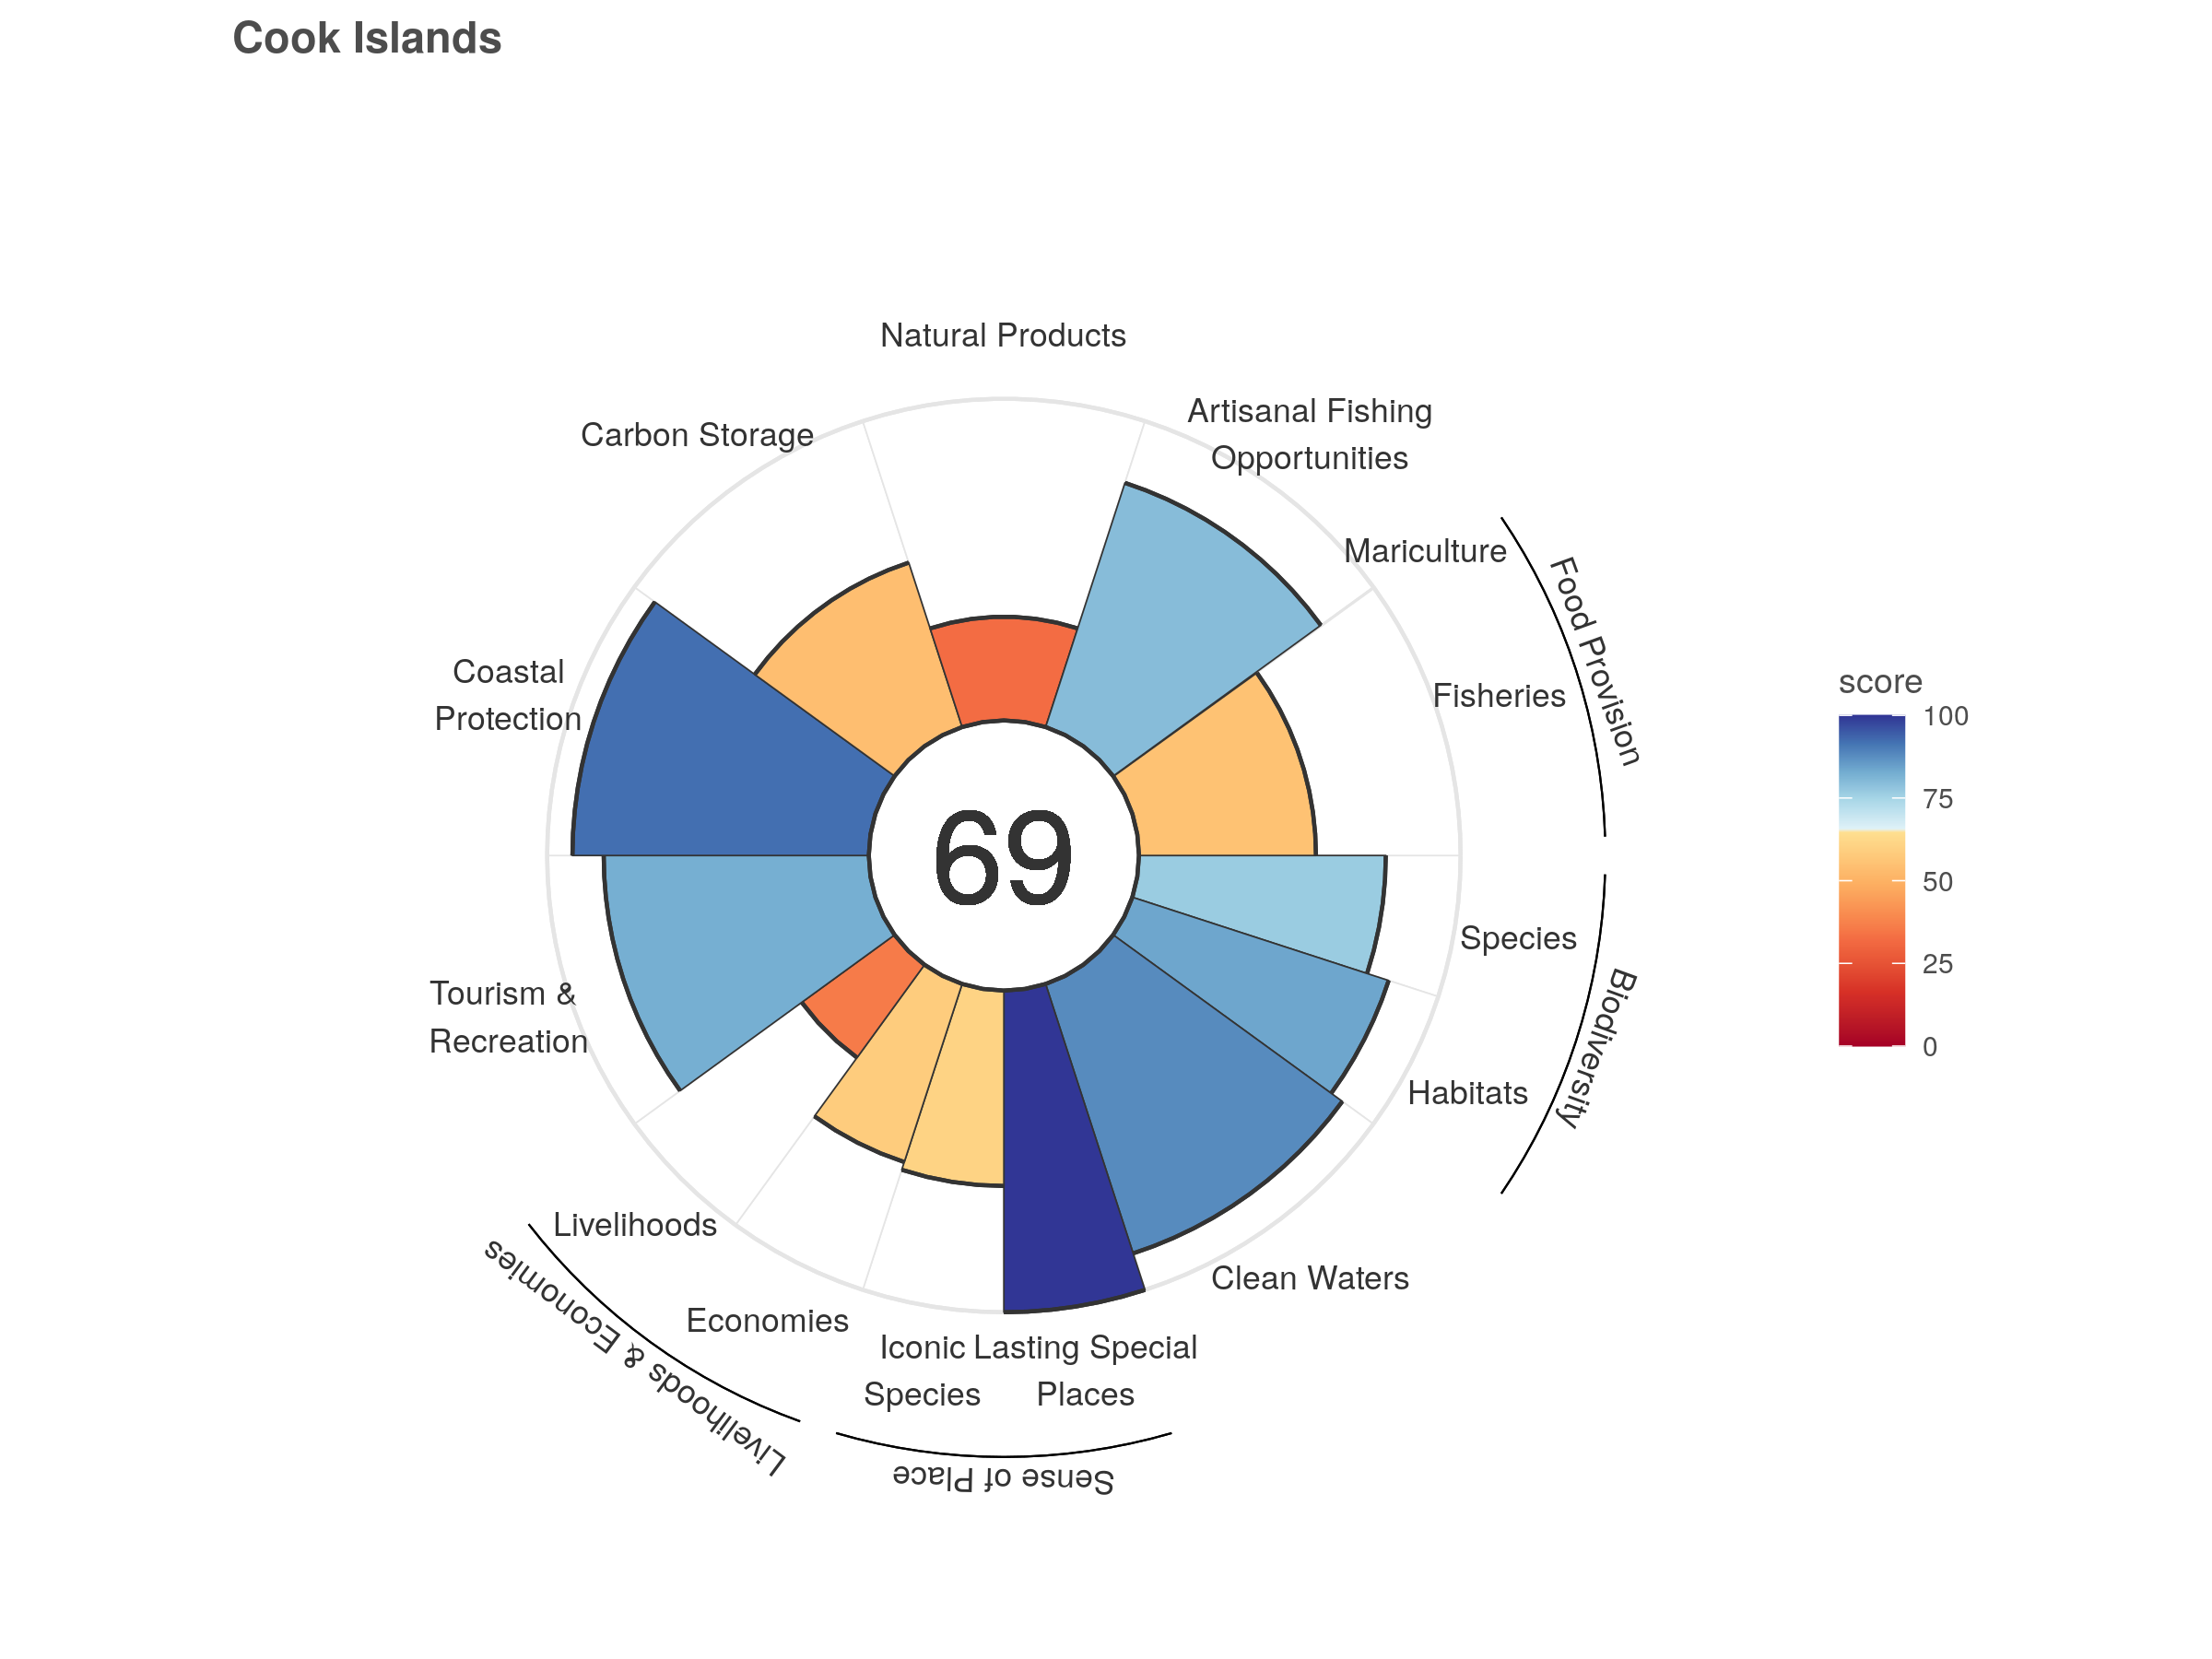 Cook Islands
Natural Products
Artisanal Fishing
Opportunities
Carbon Storage
Mariculture
Food Provision
Fisheries
Coastal
Protection
69
score
100
75
50
25
0
Species
Biodiversity
Habitats
Tourism &
Recreation
Livelihoods
Livelihoods & Economies
Economies
Clean Waters
Iconic
Species
Lasting Special
Places
Sense of Place